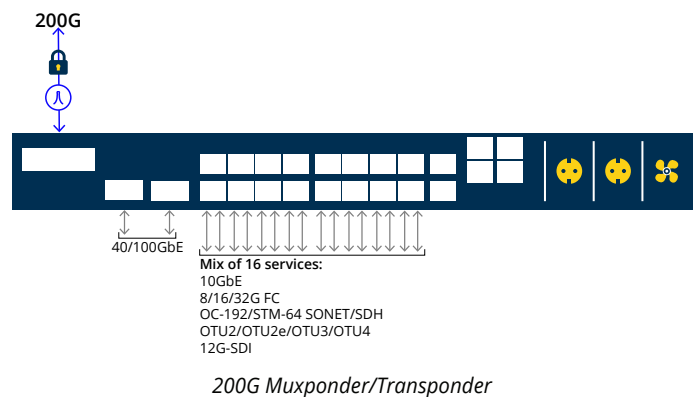 200G
40/100GbE
Mix of 16 services:
10GbE
8/16/32G FC
OC-192/STM-64 SONET/SDH
OTU2/OTU2e/OTU3/OTU4
12G-SDI
200G Muxponder/Transponder